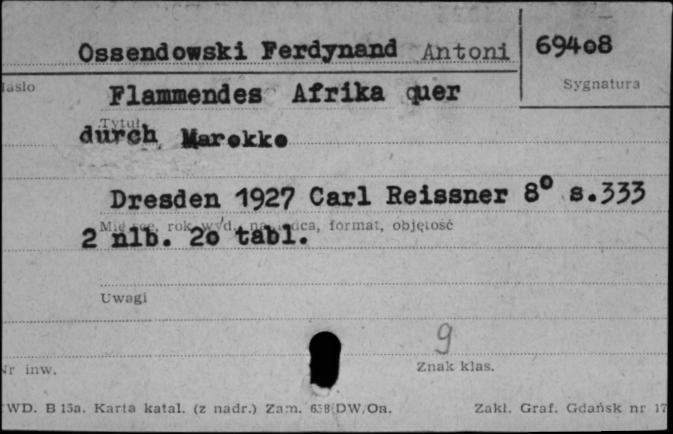 Ossendowski Ferdynand Antoni 69408
Hasło Sygnatura
Flammendes Afrika quer
Tytuł
durch Marokko
Dresden 1927 Carl Reissner 8° s.333
Miejsce, rok wyd., nakładca, format, objętość
2 nlb. 20 tabl.
Uwagi
9
Nr inw. Znak klas.
WD. B 15a. Karta katal. (z nadr.) Zam. 638/DW/On. Zakł. Graf. Gdańsk nr 17